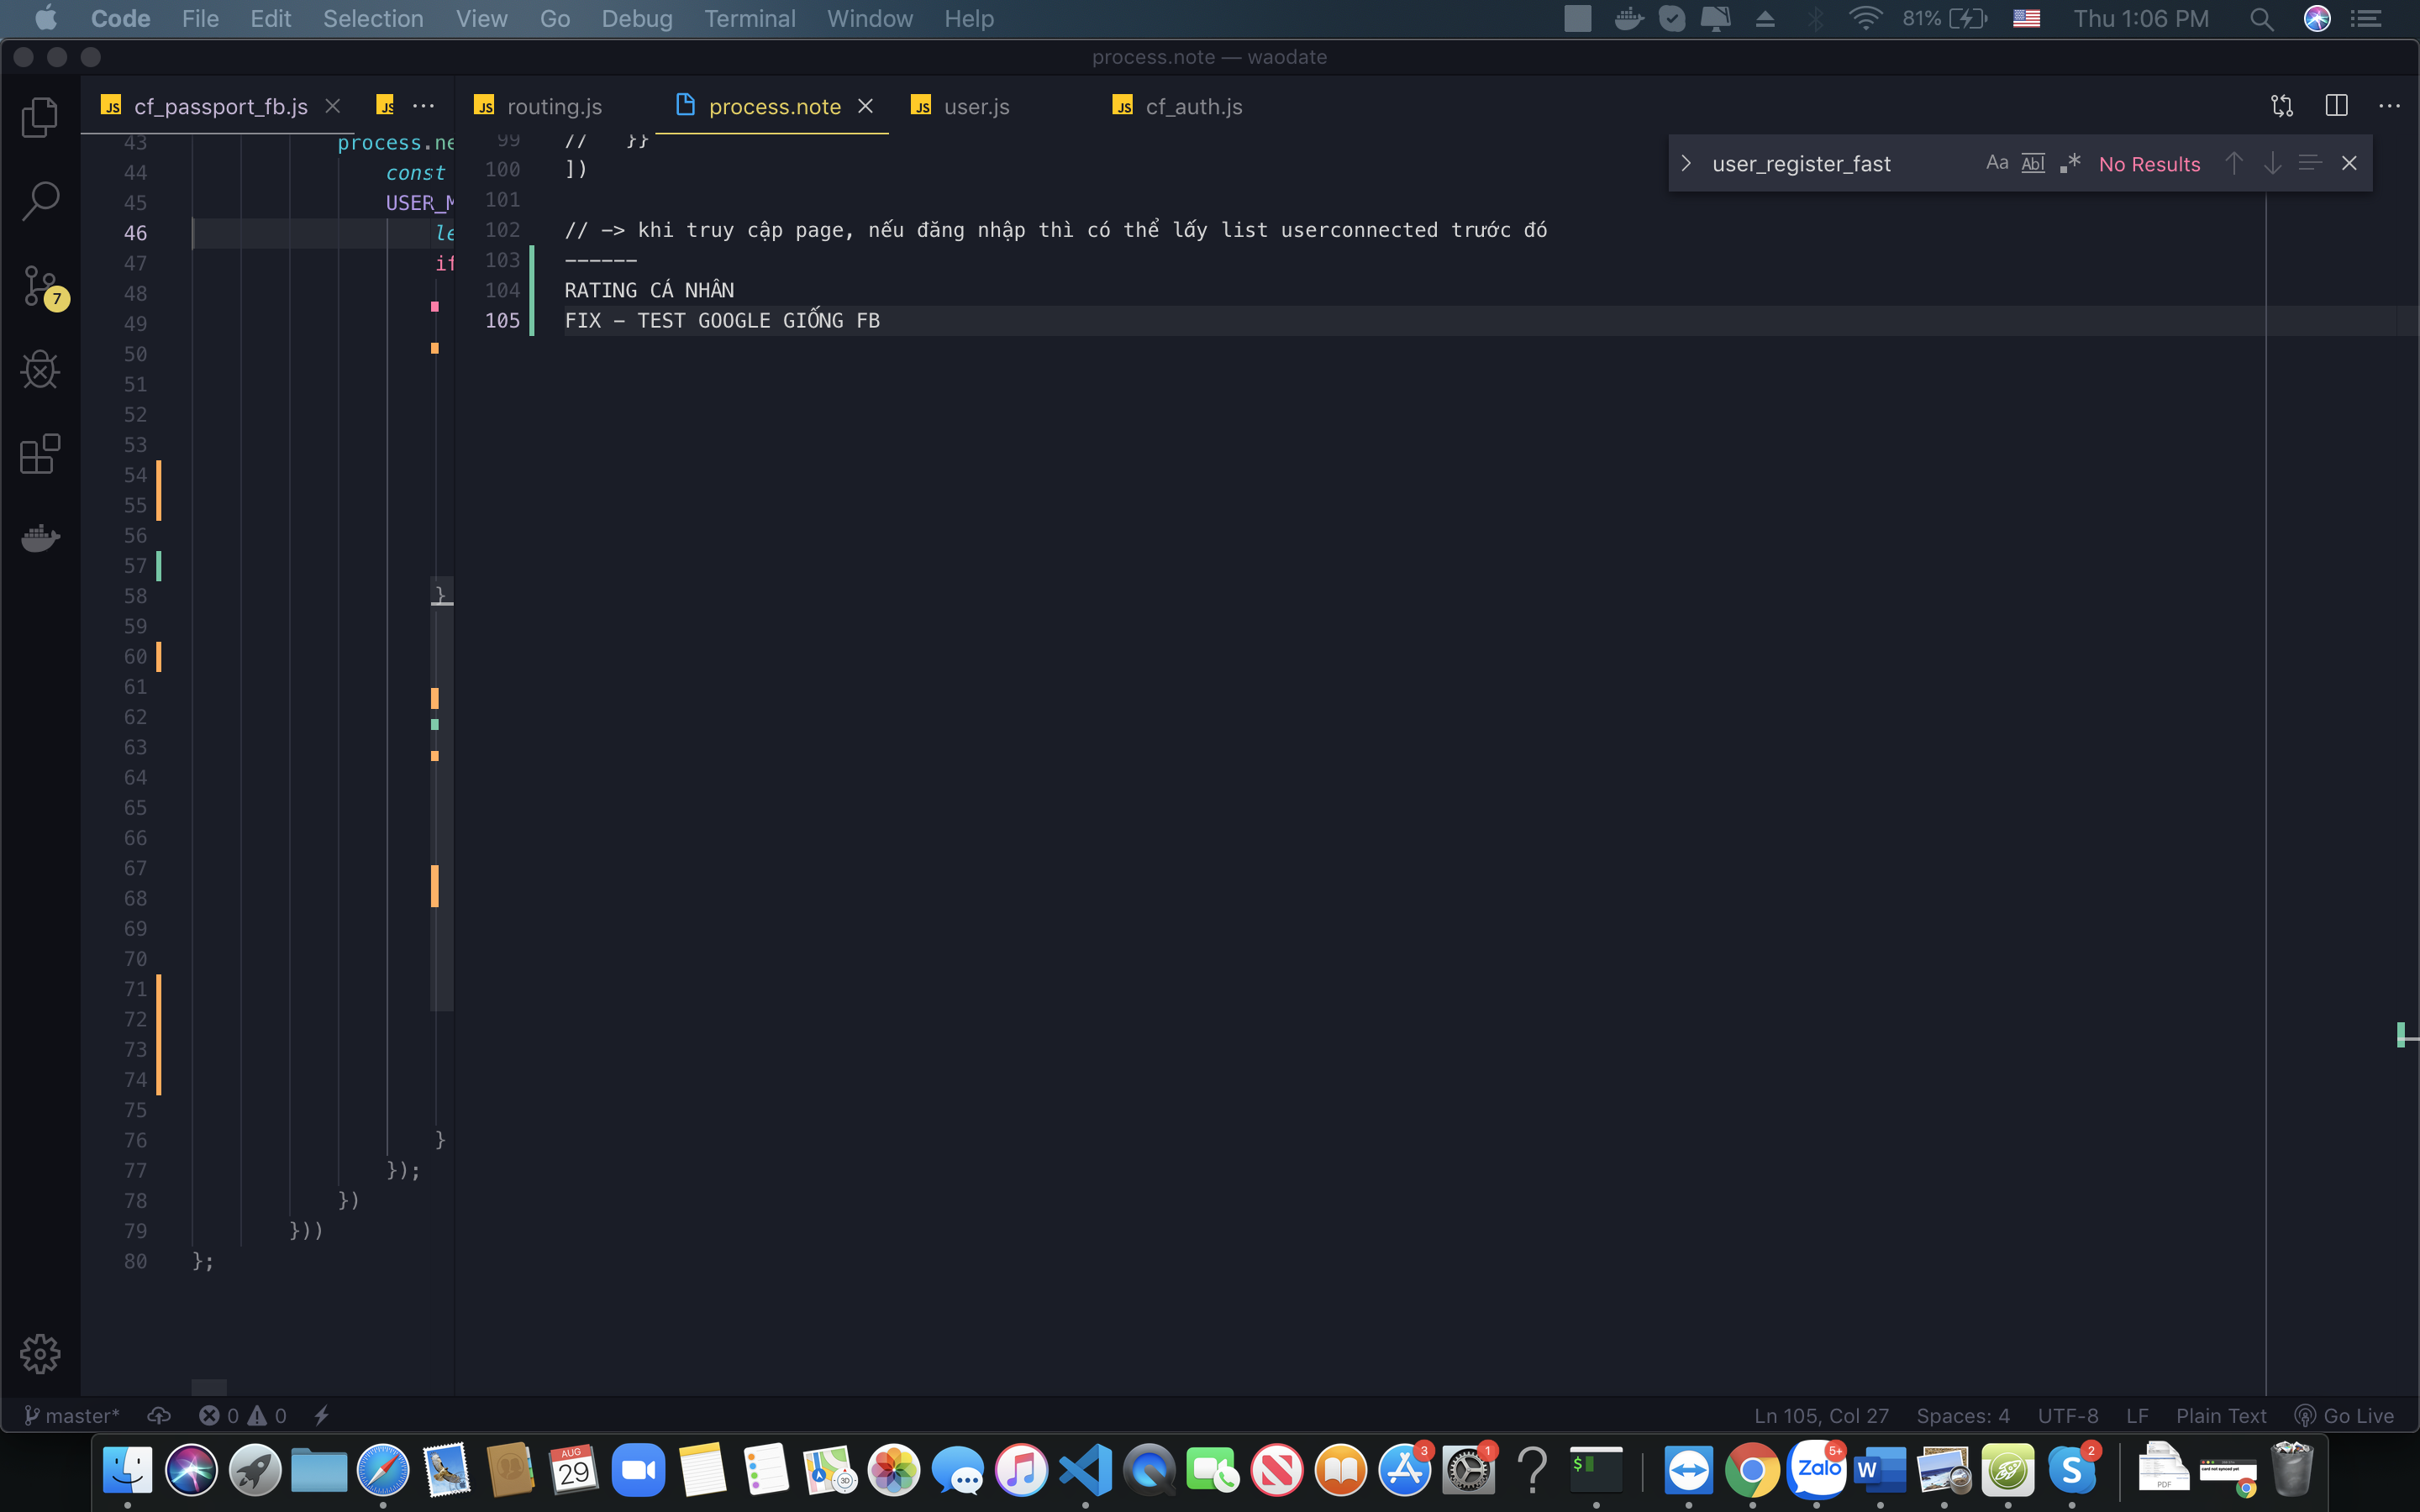 Code File Edit Selection View Go Debug Terminal Window Help 81% Thu 1:06 PM
process.note — waodate
cf_passport_fb.js routing.js process.note user.js cf_auth.js
user_register_fast Aa Abl .* No Results
7
43 process.ne
44 const
45 USER_M
46 le
47 if
48
49
50
51
52
53
54
55
56
57
58 }
59
60
61
62
63
64
65
66
67
68
69
70
71
72
73
74
75
76 }
77 });
78 })
79 }))
80 };
99 // }}
100 ])
101
102 // -> khi truy cập page, nếu đăng nhập thì có thể lấy list userconnected trước đó
103 ------
104 RATING CÁ NHÂN
105 FIX - TEST GOOGLE GIỐNG FB
master* 0 0 Ln 105, Col 27 Spaces: 4 UTF-8 LF Plain Text Go Live
AUG
29
3D
3
1
$
5+
Zalo
W
S
2
PDF